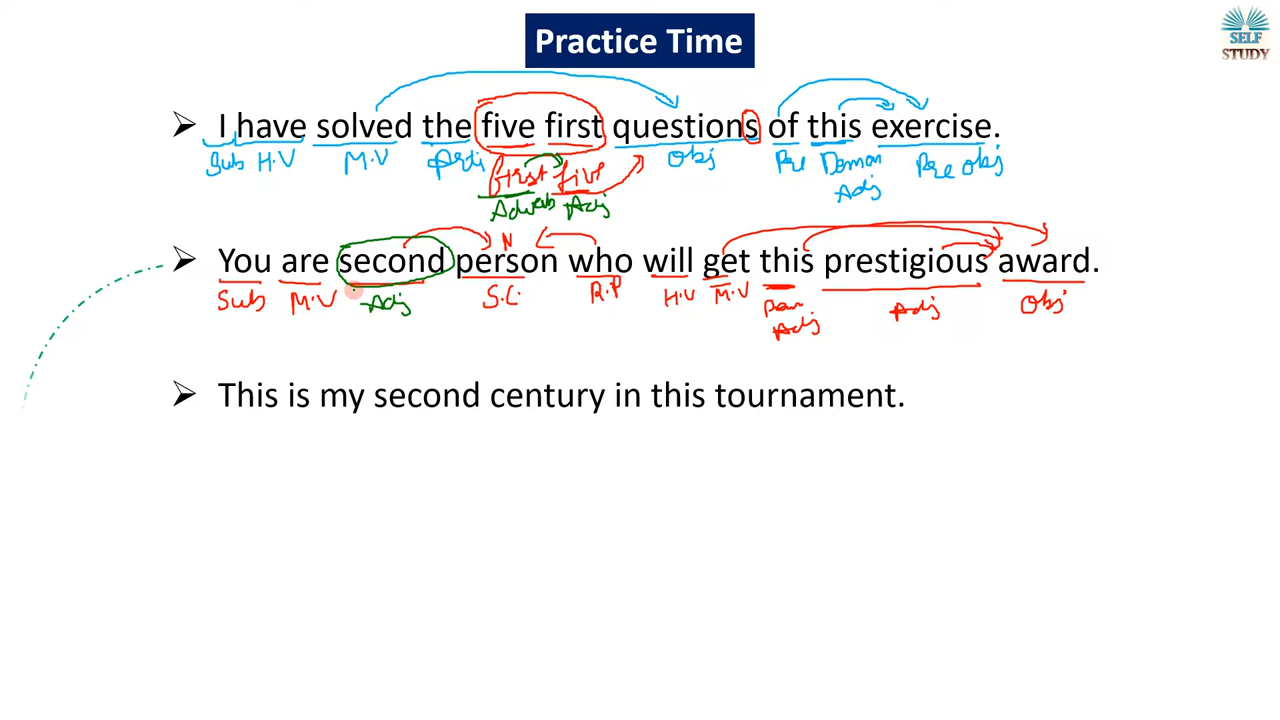 Practice Time
SELF
STUDY
➢ I have solved the five first questions of this exercise.
Sub H.V M.V Arti Obj Pre Demon Pre Obj
Adj
first five
Adverb Adj
N
➢ You are second person who will get this prestigious award.
Sub M.V Adj S.C R.P H.V M.V Dem Adj Obj
Adj
➢ This is my second century in this tournament.